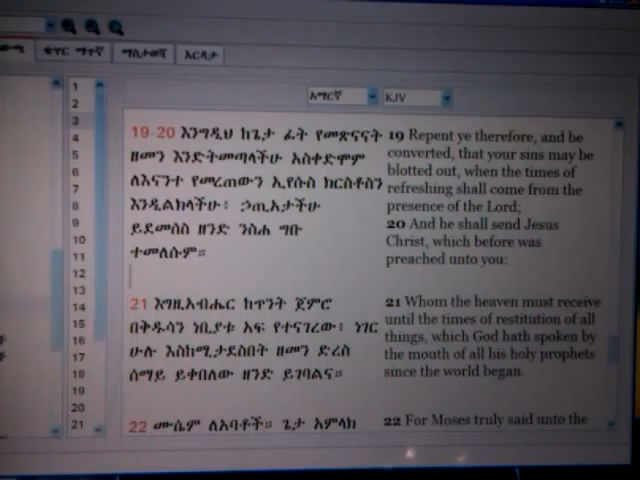 ቁጥር ማተኛ
ማስታወሻ
እርዳታ
አማርኛ
KJV
1
2
3
4
5
6
7
8
9
10
11
12
13
14
15
16
17
18
19
20
21
19-20 እንግዲህ ከጌታ ፊት የመጽናናት
ዘመን እንድትመጣላችሁ አስቀድሞም
ለእናንተ የመረጠውን ኢየሱስ ክርስቶስን
እንዲልክላችሁ፥ ኃጢአታችሁ
ይደመሰስ ዘንድ ንስሐ ግቡ
ተመለሱም።
21 እግዚአብሔር ከጥንት ጀምሮ
በቅዱሳን ነቢያቱ አፍ የተናገረው፥ ነገር
ሁሉ እስከሚታደስበት ዘመን ድረስ
ሰማይ ይቀበለው ዘንድ ይገባልና።
22 ሙሴም ለአባቶች። ጌታ አምላክ
19 Repent ye therefore, and be
converted, that your sins may be
blotted out, when the times of
refreshing shall come from the
presence of the Lord;
20 And he shall send Jesus
Christ, which before was
preached unto you:
21 Whom the heaven must receive
until the times of restitution of all
things, which God hath spoken by
the mouth of all his holy prophets
since the world began.
22 For Moses truly said unto the